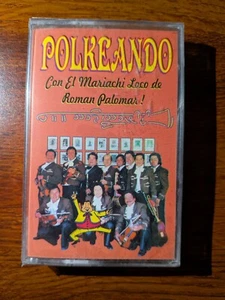 POLKEANDO
Con El Mariachi Loco de
Roman Palomar!